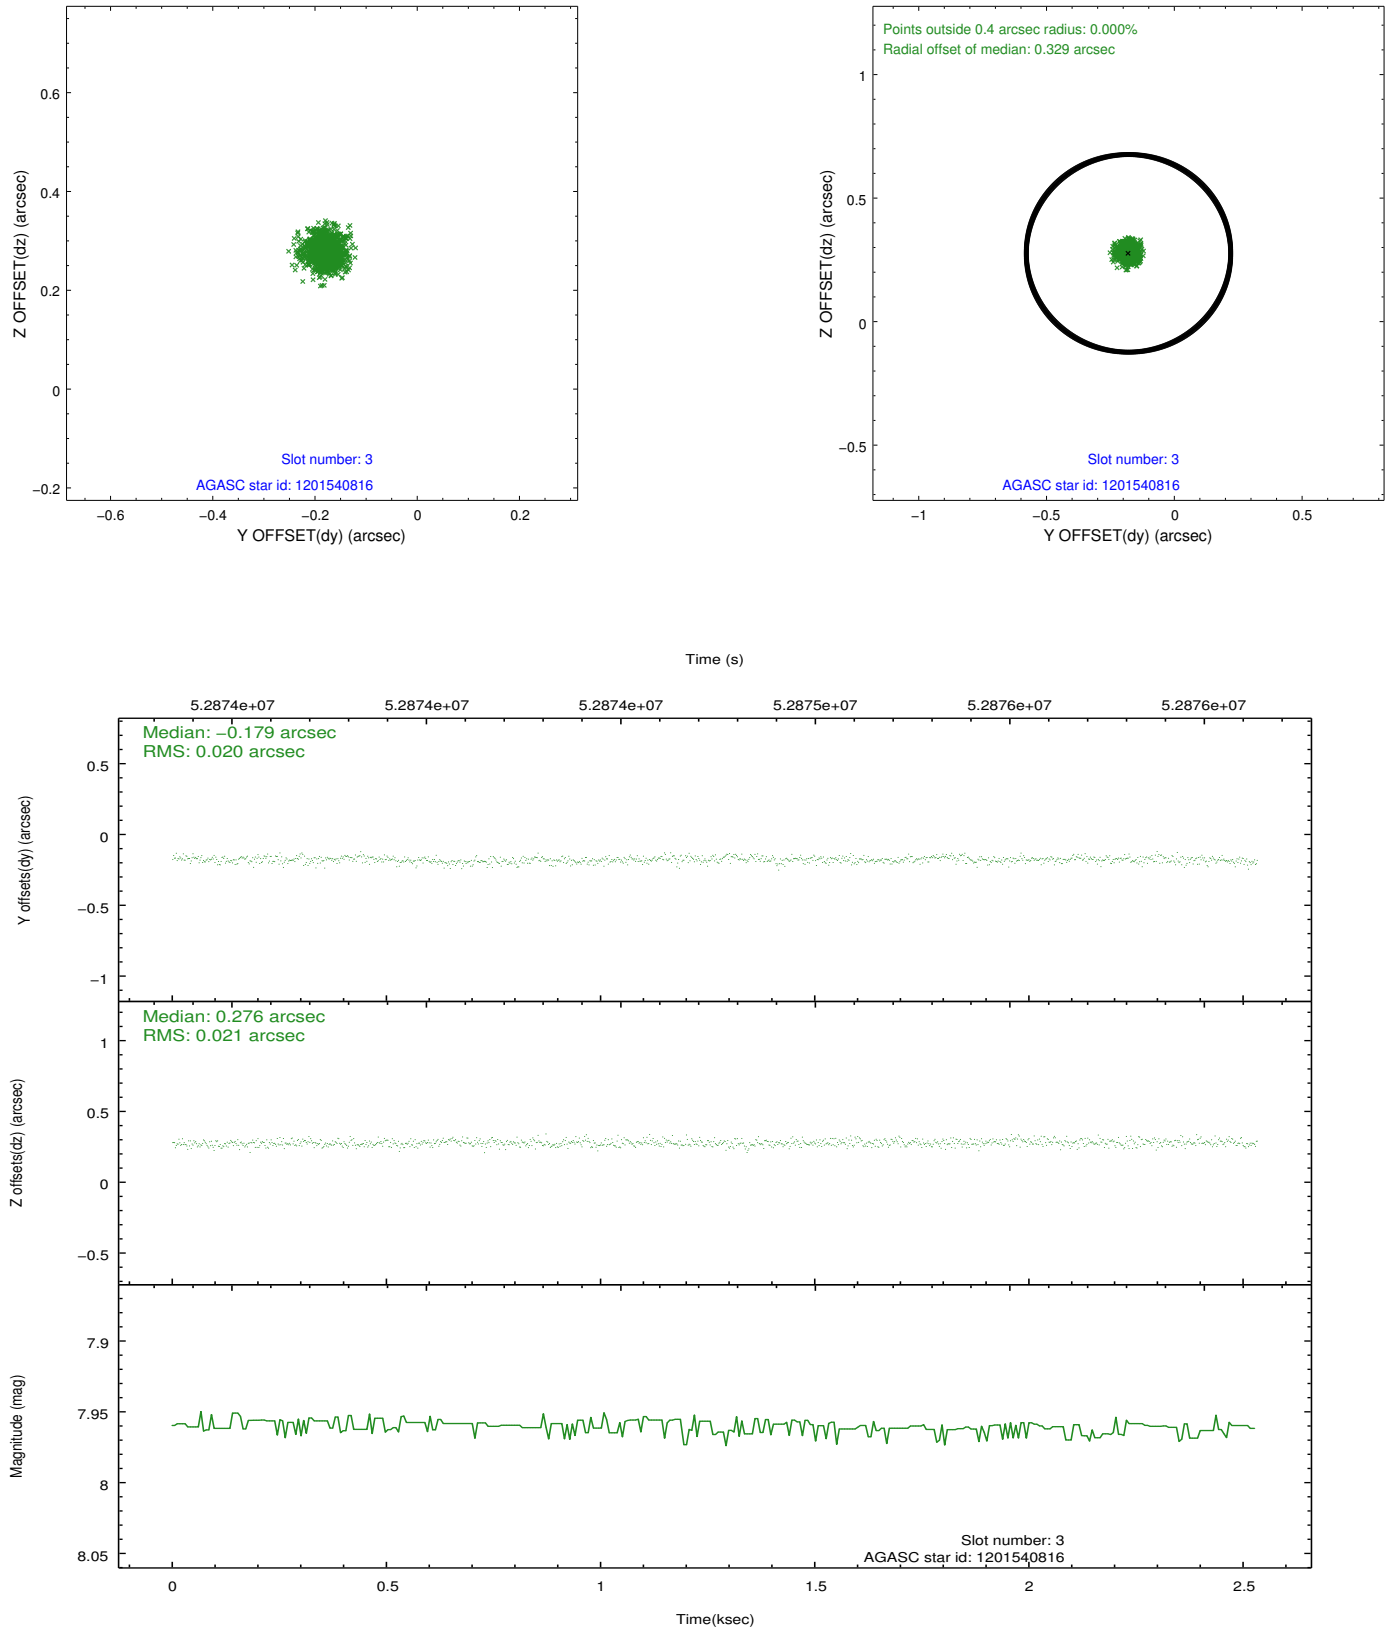 0.6
0.4
0.2
0
−0.2
Z OFFSET(dz) (arcsec)
Slot number: 3
AGASC star id: 1201540816
−0.6 −0.4 −0.2 0 0.2
Y OFFSET(dy) (arcsec)
Points outside 0.4 arcsec radius: 0.000%
Radial offset of median: 0.329 arcsec
1
0.5
0
−0.5
Z OFFSET(dz) (arcsec)
Slot number: 3
AGASC star id: 1201540816
−1 −0.5 0 0.5
Y OFFSET(dy) (arcsec)
Time (s)
5.2874e+07 5.2874e+07 5.2874e+07 5.2875e+07 5.2876e+07 5.2876e+07
Median: −0.179 arcsec
RMS: 0.020 arcsec
0.5
0
−0.5
−1
Y offsets(dy) (arcsec)
Median: 0.276 arcsec
RMS: 0.021 arcsec
1
0.5
0
−0.5
Z offsets(dz) (arcsec)
7.9
7.95
8
8.05
Magnitude (mag)
Slot number: 3
AGASC star id: 1201540816
0 0.5 1 1.5 2 2.5
Time(ksec)